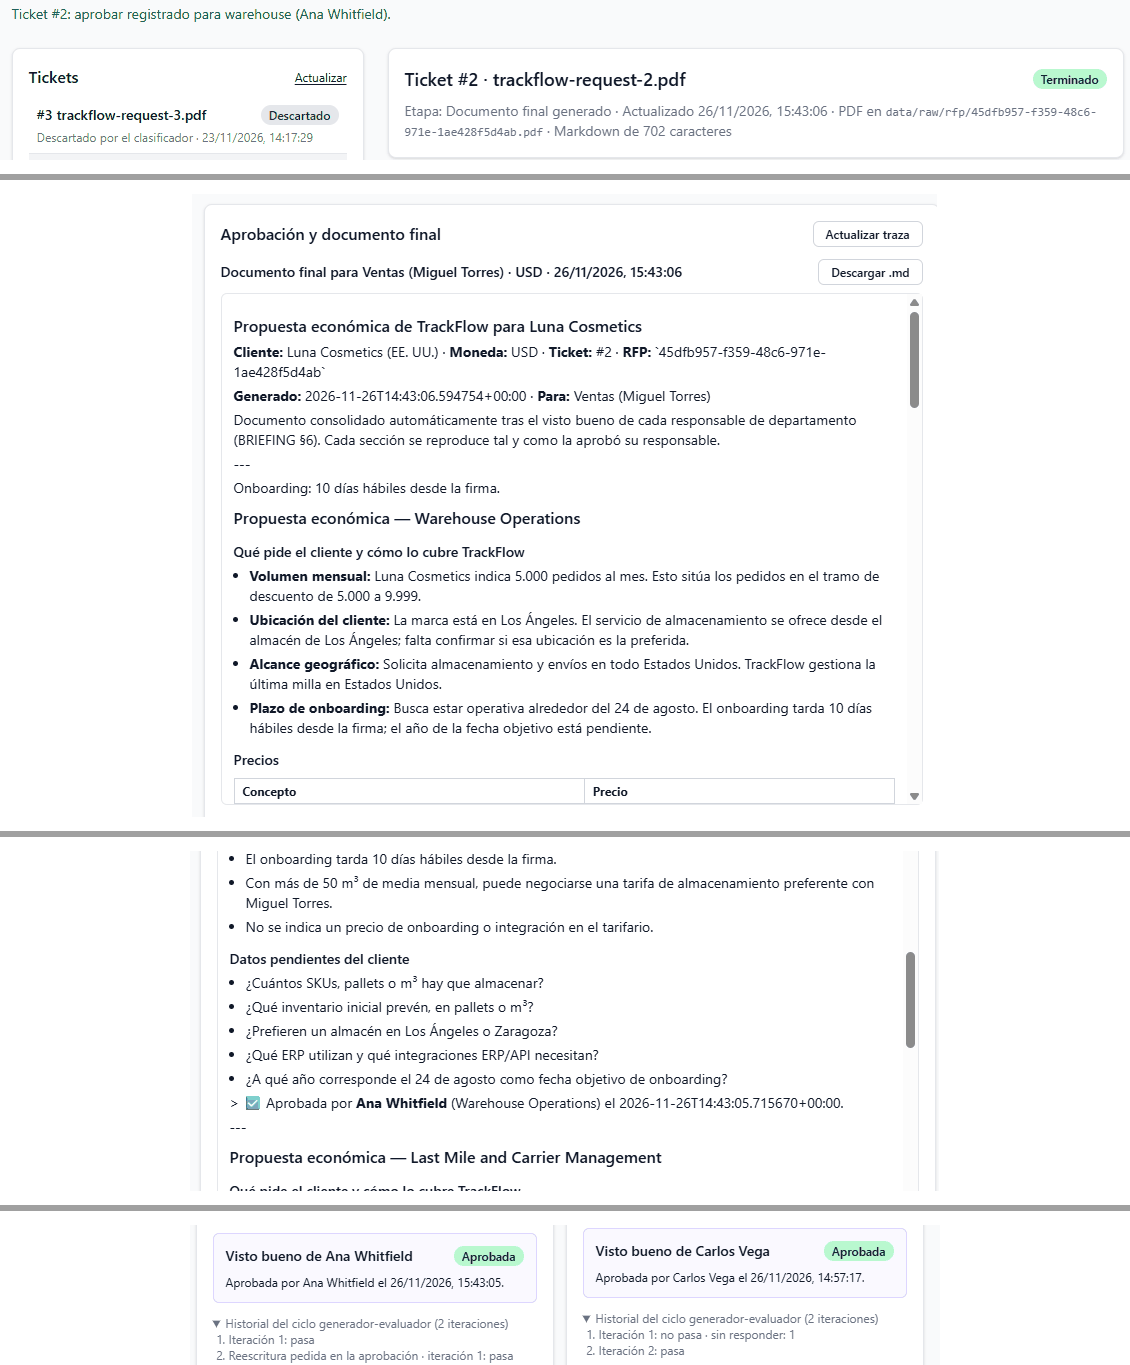 Ticket #2: aprobar registrado para warehouse (Ana Whitfield).
Tickets
Actualizar
#3 trackflow-request-3.pdf
Descartado
Descartado por el clasificador · 23/11/2026, 14:17:29
Ticket #2 · trackflow-request-2.pdf
Terminado
Etapa: Documento final generado · Actualizado 26/11/2026, 15:43:06 · PDF en data/raw/rfp/45dfb957-f359-48c6-
971e-1ae428f5d4ab.pdf · Markdown de 702 caracteres
Aprobación y documento final
Actualizar traza
Documento final para Ventas (Miguel Torres) · USD · 26/11/2026, 15:43:06
Descargar .md
Propuesta económica de TrackFlow para Luna Cosmetics
Cliente: Luna Cosmetics (EE. UU.) · Moneda: USD · Ticket: #2 · RFP: `45dfb957-f359-48c6-971e-
1ae428f5d4ab`
Generado: 2026-11-26T14:43:06.594754+00:00 · Para: Ventas (Miguel Torres)
Documento consolidado automáticamente tras el visto bueno de cada responsable de departamento
(BRIEFING §6). Cada sección se reproduce tal y como la aprobó su responsable.
---
Onboarding: 10 días hábiles desde la firma.
Propuesta económica — Warehouse Operations
Qué pide el cliente y cómo lo cubre TrackFlow
• Volumen mensual: Luna Cosmetics indica 5.000 pedidos al mes. Esto sitúa los pedidos en el tramo de
descuento de 5.000 a 9.999.
• Ubicación del cliente: La marca está en Los Ángeles. El servicio de almacenamiento se ofrece desde el
almacén de Los Ángeles; falta confirmar si esa ubicación es la preferida.
• Alcance geográfico: Solicita almacenamiento y envíos en todo Estados Unidos. TrackFlow gestiona la
última milla en Estados Unidos.
• Plazo de onboarding: Busca estar operativa alrededor del 24 de agosto. El onboarding tarda 10 días
hábiles desde la firma; el año de la fecha objetivo está pendiente.
Precios
Concepto
Precio
• El onboarding tarda 10 días hábiles desde la firma.
• Con más de 50 m³ de media mensual, puede negociarse una tarifa de almacenamiento preferente con
Miguel Torres.
• No se indica un precio de onboarding o integración en el tarifario.
Datos pendientes del cliente
• ¿Cuántos SKUs, pallets o m³ hay que almacenar?
• ¿Qué inventario inicial prevén, en pallets o m³?
• ¿Prefieren un almacén en Los Ángeles o Zaragoza?
• ¿Qué ERP utilizan y qué integraciones ERP/API necesitan?
• ¿A qué año corresponde el 24 de agosto como fecha objetivo de onboarding?
> ☑ Aprobada por Ana Whitfield (Warehouse Operations) el 2026-11-26T14:43:05.715670+00:00.
---
Propuesta económica — Last Mile and Carrier Management
Qué pide el cliente y cómo lo cubre TrackFlow
Visto bueno de Ana Whitfield
Aprobada
Aprobada por Ana Whitfield el 26/11/2026, 15:43:05.
▼ Historial del ciclo generador-evaluador (2 iteraciones)
1. Iteración 1: pasa
2. Reescritura pedida en la aprobación · iteración 1: pasa
Visto bueno de Carlos Vega
Aprobada
Aprobada por Carlos Vega el 26/11/2026, 14:57:17.
▼ Historial del ciclo generador-evaluador (2 iteraciones)
1. Iteración 1: no pasa · sin responder: 1
2. Iteración 2: pasa